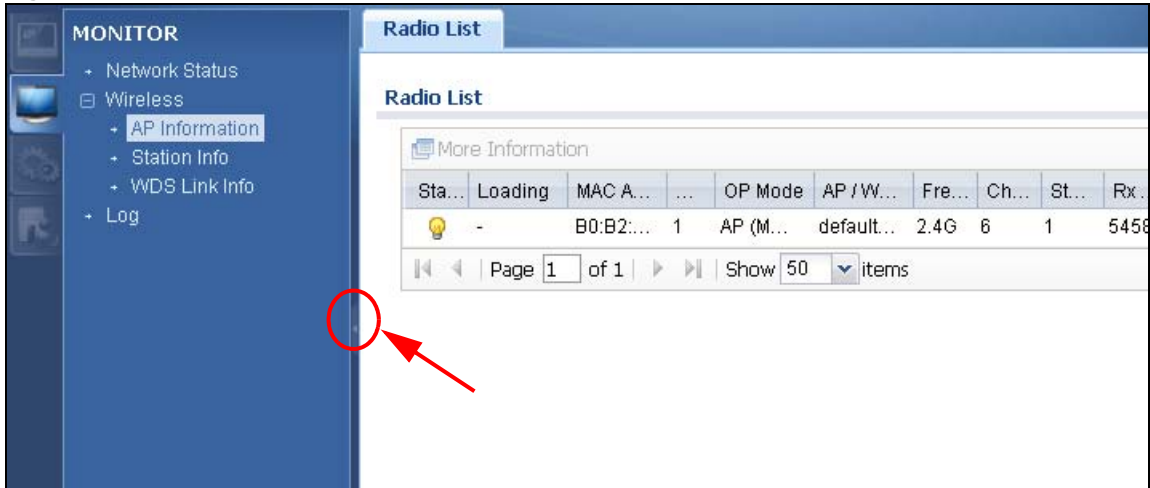 MONITOR
Network Status
Wireless
AP Information
Station Info
WDS Link Info
Log
Radio List
Radio List
More Information
Sta... Loading MAC A... ... OP Mode AP / W... Fre... Ch... St... Rx .
- B0:B2:... 1 AP (M... default... 2.4G 6 1 5458
Page 1 of 1 Show 50 items